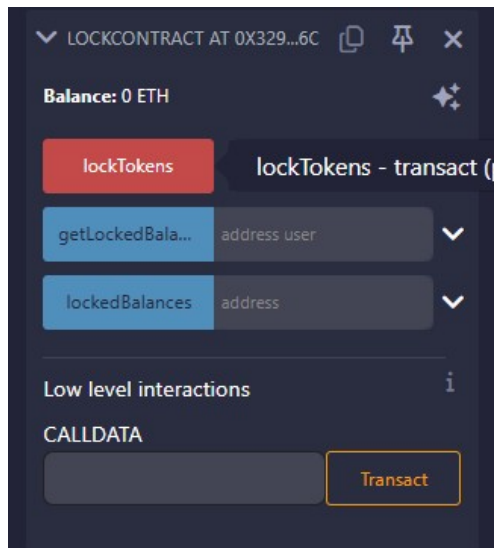 LOCKCONTRACT AT 0X329...6C
Balance: 0 ETH
lockTokens
lockTokens - transact (
getLockedBala... address user
lockedBalances address
Low level interactions
i
CALLDATA
Transact